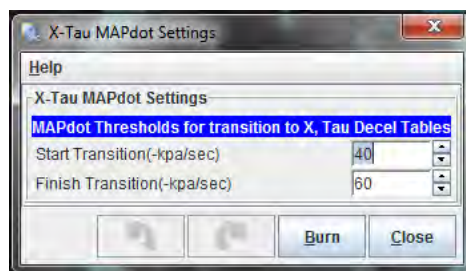 X-Tau MAPdot Settings
Help
X-Tau MAPdot Settings
MAPdot Thresholds for transition to X, Tau Decel Tables
Start Transition(-kpa/sec) 40
Finish Transition(-kpa/sec) 60
Burn Close